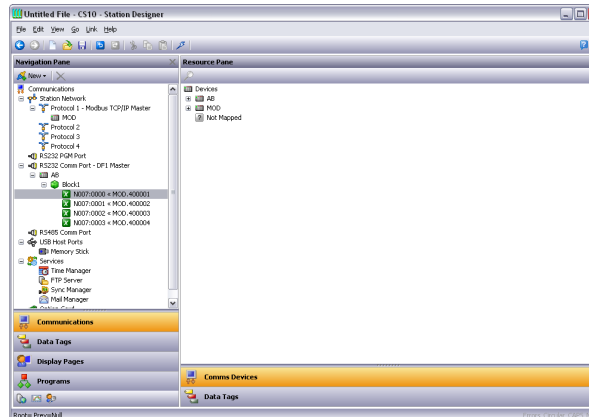 Untitled File - CS10 - Station Designer
File Edit View Go Link Help
Navigation Pane
Resource Pane
New
Communications
Station Network
Protocol 1 - Modbus TCP/IP Master
MOD
Protocol 2
Protocol 3
Protocol 4
RS232 PGM Port
RS232 Comm Port - DF1 Master
AB
Block1
N007:0000 < MOD.400001
N007:0001 < MOD.400002
N007:0002 < MOD.400003
N007:0003 < MOD.400004
RS485 Comm Port
USB Host Ports
Memory Stick
Services
Time Manager
FTP Server
Sync Manager
Mail Manager
Option Card
Devices
AB
MOD
Not Mapped
Communications
Data Tags
Display Pages
Programs
Comms Devices
Data Tags